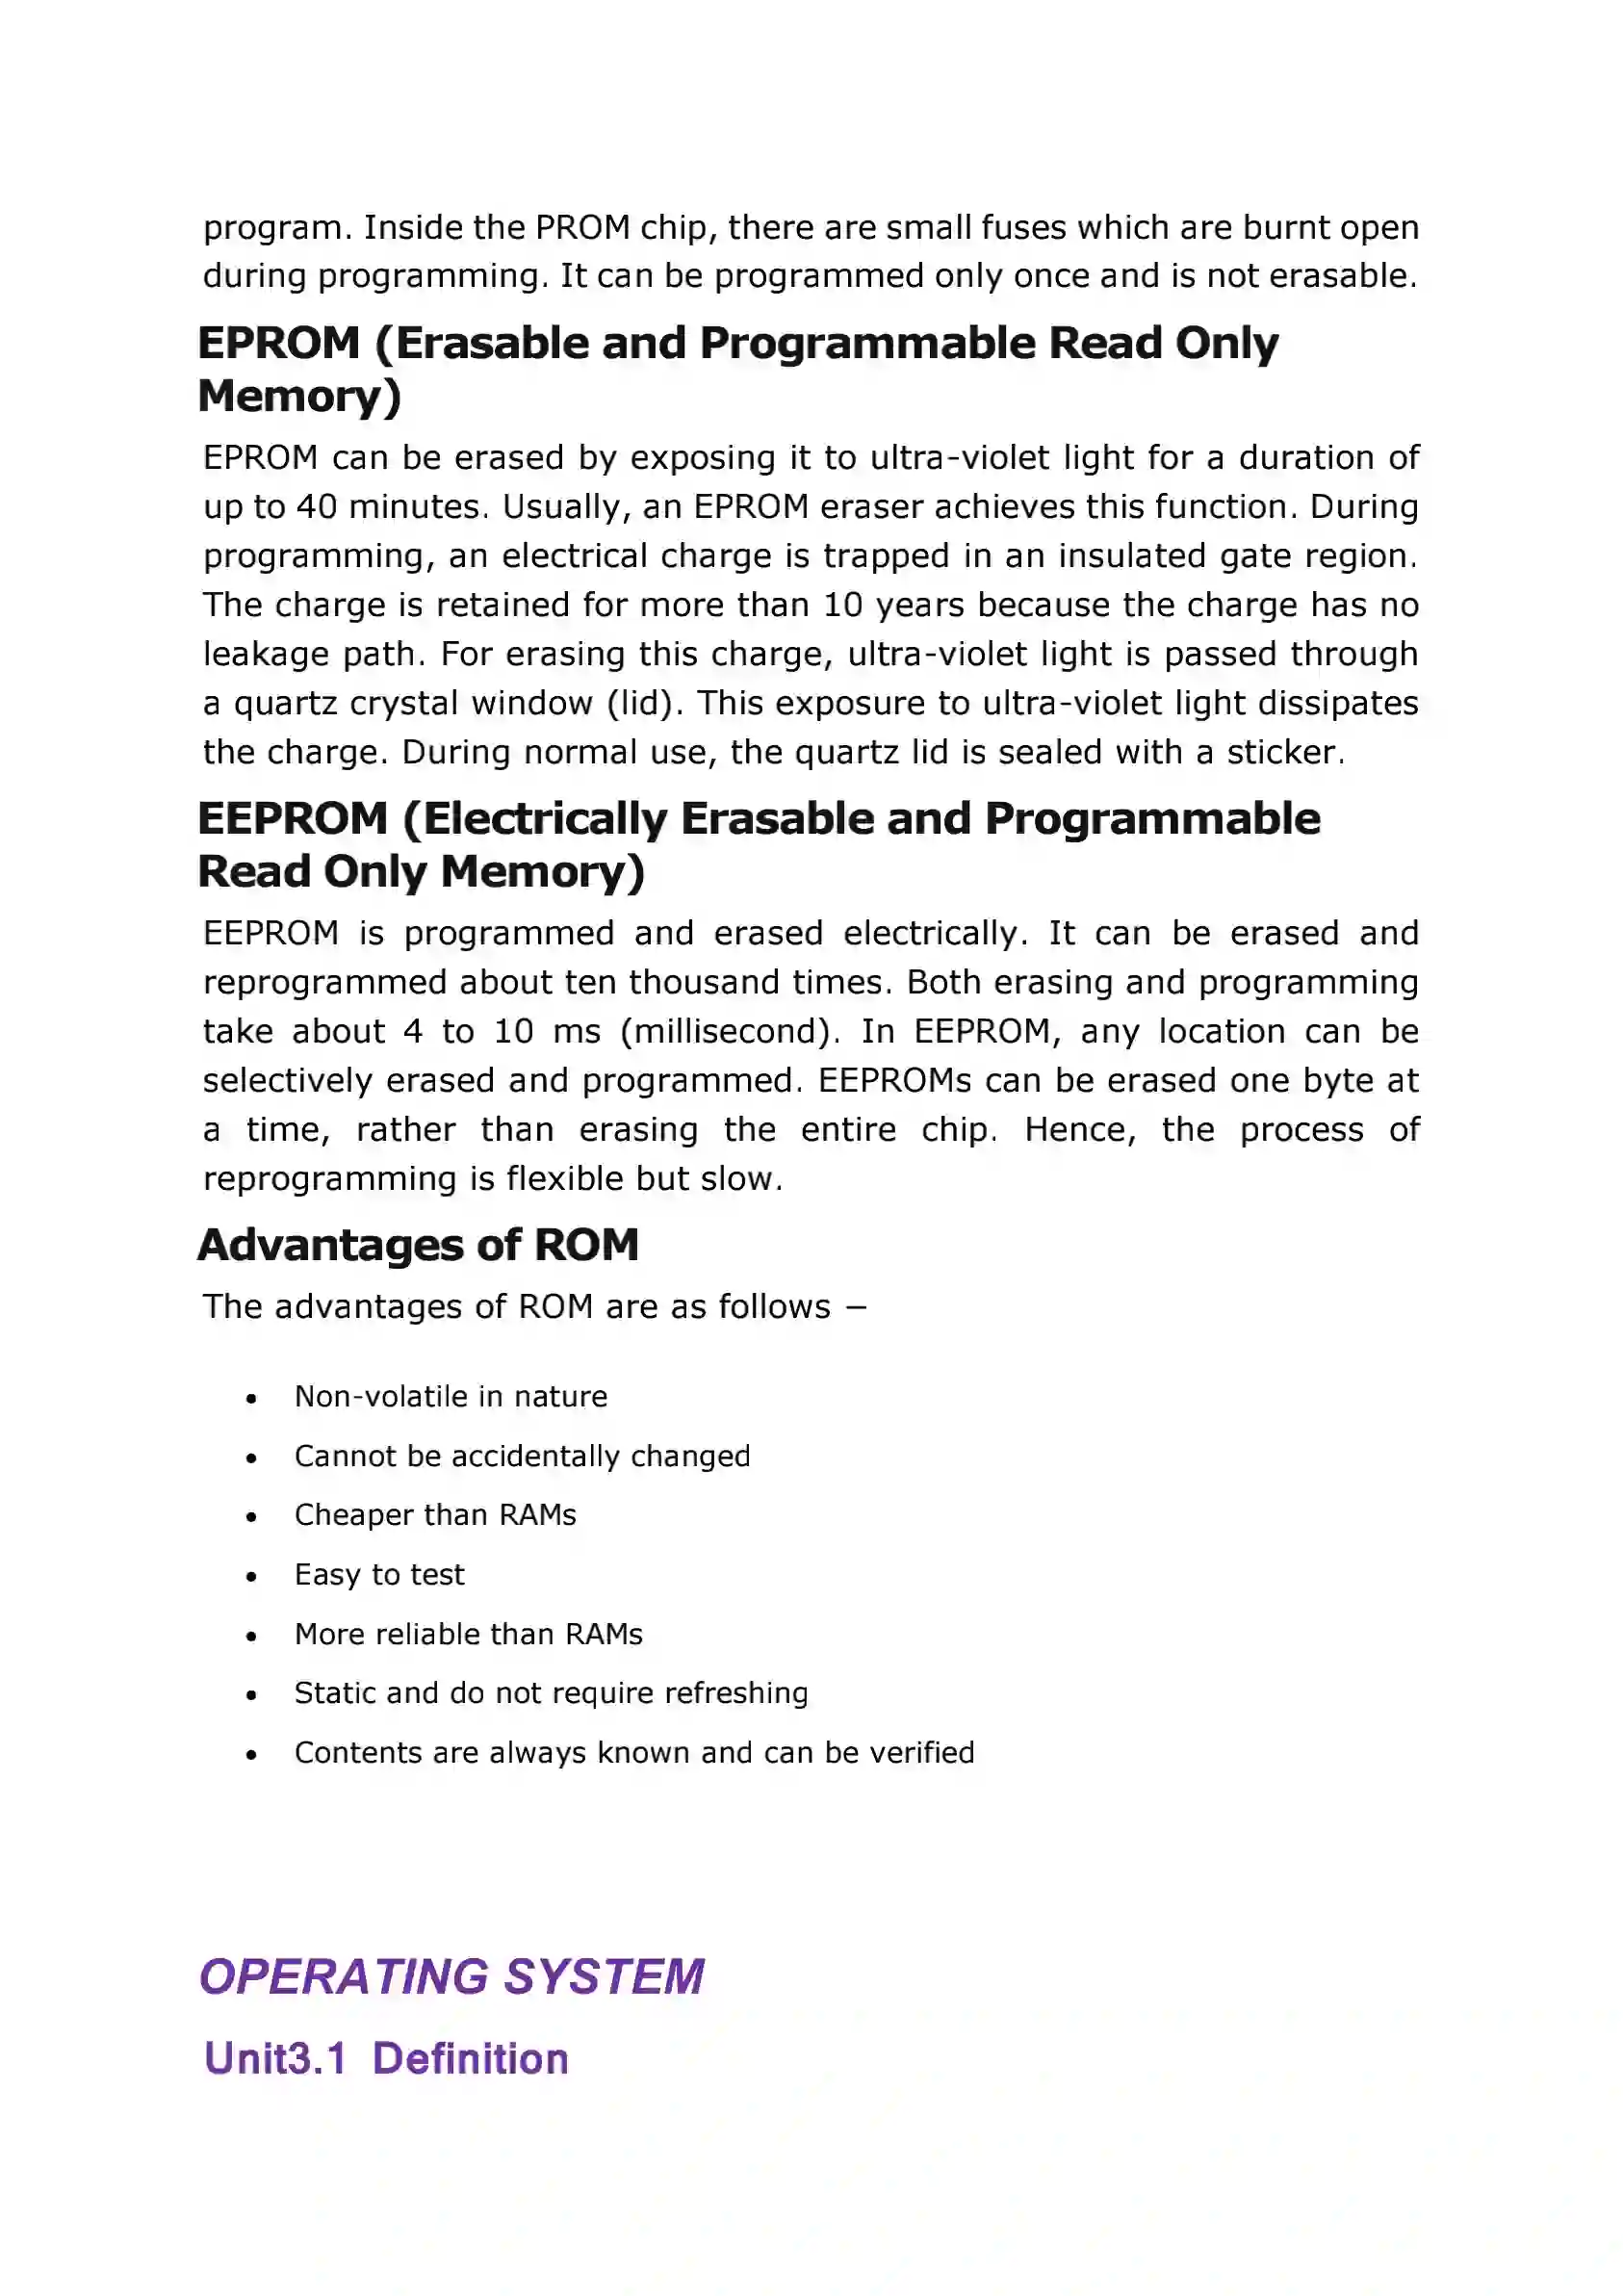 program. Inside the PROM chip, there are small fuses which are burnt open
during programming. It can be programmed only once and is not erasable.
EPROM (Erasable and Programmable Read Only
Memory)
EPROM can be erased by exposing it to ultra-violet light for a duration of
up to 40 minutes. Usually, an EPROM eraser achieves this function. During
programming, an electrical charge is trapped in an insulated gate region.
The charge is retained for more than 10 years because the charge has no
leakage path. For erasing this charge, ultra-violet light is passed through
a quartz crystal window (lid). This exposure to ultra-violet light dissipates
the charge. During normal use, the quartz lid is sealed with a sticker.
EEPROM (Electrically Erasable and Programmable
Read Only Memory)
EEPROM is programmed and erased electrically. It can be erased and
reprogrammed about ten thousand times. Both erasing and programming
take about 4 to 10 ms (millisecond). In EEPROM, any location can be
selectively erased and programmed. EEPROMs can be erased one byte at
a time, rather than erasing the entire chip. Hence, the process of
reprogramming is flexible but slow.
Advantages of ROM
The advantages of ROM are as follows −
• Non-volatile in nature
• Cannot be accidentally changed
• Cheaper than RAMs
• Easy to test
• More reliable than RAMs
• Static and do not require refreshing
• Contents are always known and can be verified
OPERATING SYSTEM
Unit3.1 Definition